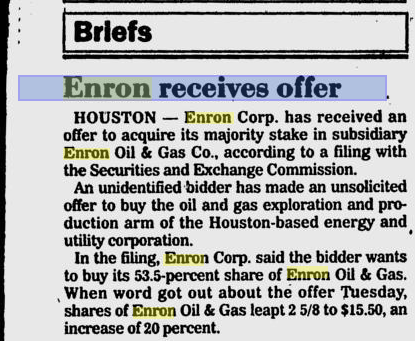 Briefs
Enron receives offer
HOUSTON — Enron Corp. has received an
offer to acquire its majority stake in subsidiary
Enron Oil & Gas Co., according to a filing with
the Securities and Exchange Commission.
An unidentified bidder has made an unsolicited
offer to buy the oil and gas exploration and pro-
duction arm of the Houston-based energy and
utility corporation.
In the filing, Enron Corp. said the bidder wants
to buy its 53.5-percent share of Enron Oil & Gas.
When word got out about the offer Tuesday,
shares of Enron Oil & Gas leapt 2 5/8 to $15.50, an
increase of 20 percent.